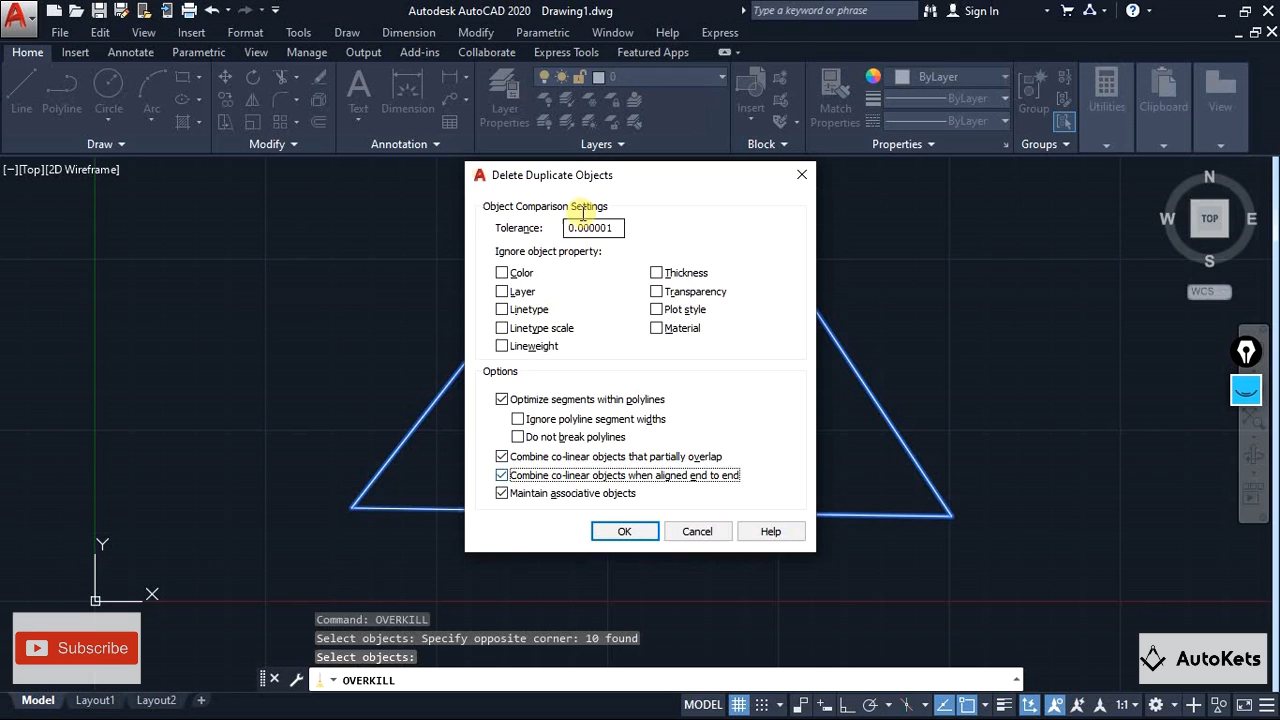 Autodesk AutoCAD 2020 Drawing1.dwg
Type a keyword or phrase
Sign In
File Edit View Insert Format Tools Draw Dimension Modify Parametric Window Help Express
Home Insert Annotate Parametric View Manage Output Add-ins Collaborate Express Tools Featured Apps
Line Polyline Circle Arc
Text Dimension
Layer Properties
0
Insert
Match Properties
ByLayer
ByLayer
ByLayer
Group
Utilities
Clipboard
View
Draw Modify Annotation Layers Block Properties Groups
[−][Top][2D Wireframe]
N
W TOP E
S
WCS
Delete Duplicate Objects
Object Comparison Settings
Tolerance: 0.000001
Ignore object property:
Color Thickness
Layer Transparency
Linetype Plot style
Linetype scale Material
Lineweight
Options
Optimize segments within polylines
Ignore polyline segment widths
Do not break polylines
Combine co-linear objects that partially overlap
Combine co-linear objects when aligned end to end
Maintain associative objects
OK Cancel Help
Y
X
Command: OVERKILL
Select objects: Specify opposite corner: 10 found
Select objects:
OVERKILL
Subscribe
AutoKets
Model Layout1 Layout2 +
MODEL
1:1